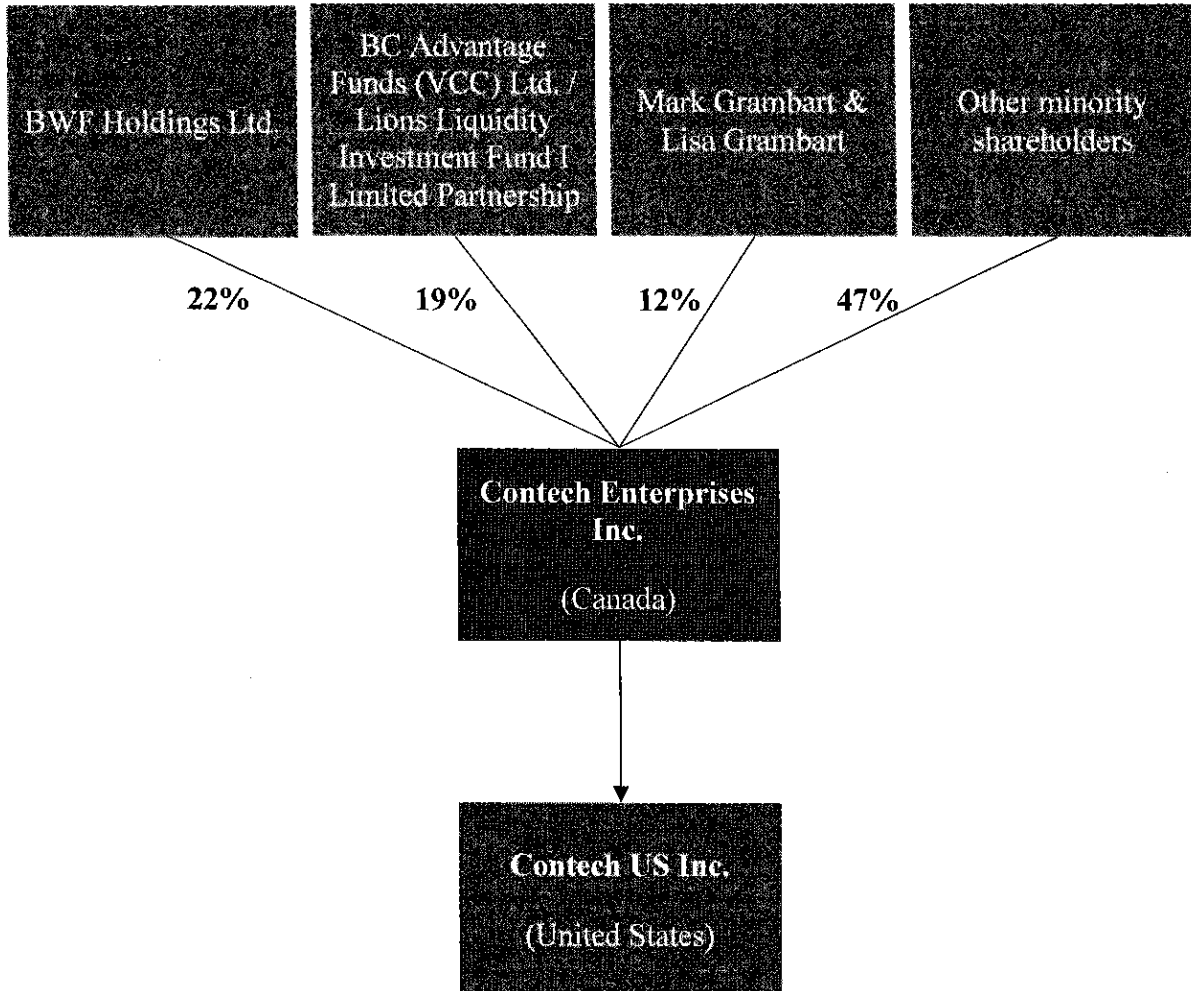 BWF Holdings Ltd.
BC Advantage
Funds (VCC) Ltd. /
Lions Liquidity
Investment Fund I
Limited Partnership
Mark Grambart &
Lisa Grambart
Other minority
shareholders
22%
19%
12%
47%
Contech Enterprises
Inc.
(Canada)
Contech US Inc.
(United States)